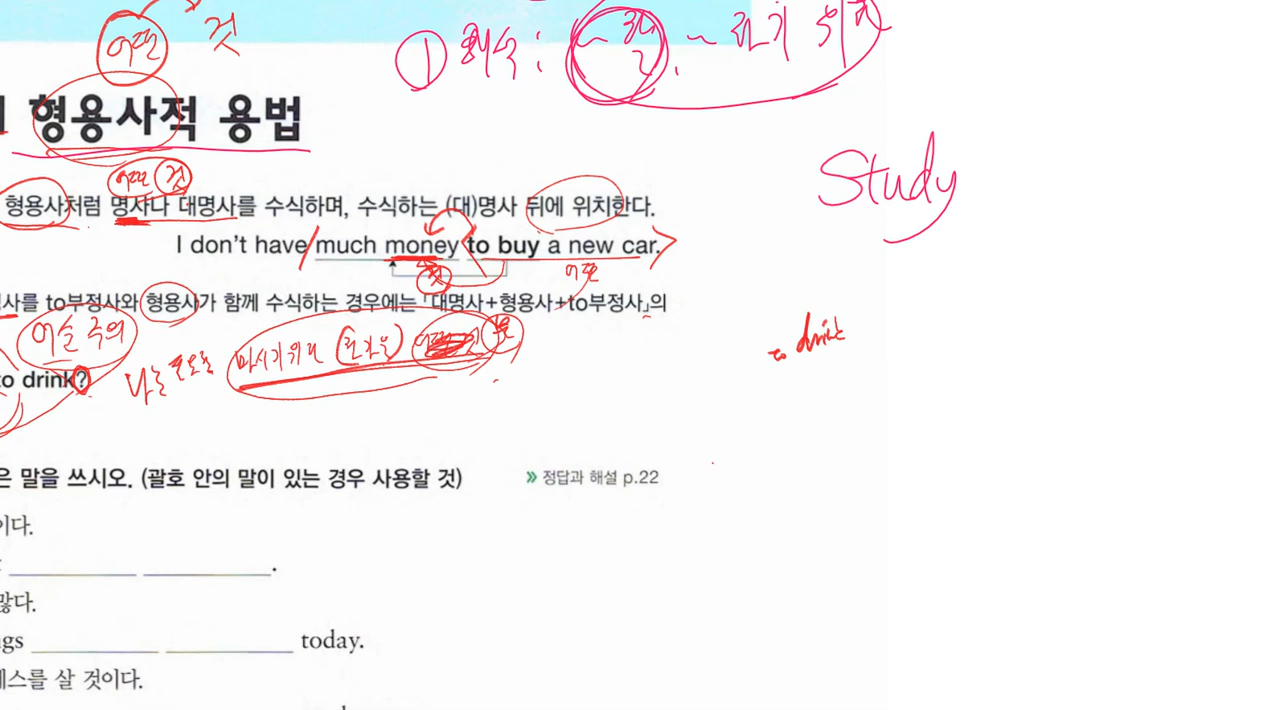 어떤 것
① 해석: ~할, ~ 하기 위한
형용사적 용법
어떤 것
형용사처럼 명사나 대명사를 수식하며, 수식하는 (대)명사 뒤에 위치한다.
Study
I don't have much money to buy a new car.
것 어떤
사를 to부정사와 형용사가 함께 수식하는 경우에는 「대명사+형용사+to부정사」의
어순 주의
마시기 위한
to drink
to drink?
나는
은 말을 쓰시오. (괄호 안의 말이 있는 경우 사용할 것)
» 정답과 해설 p.22
이다.
많다.
today.
살 것이다.